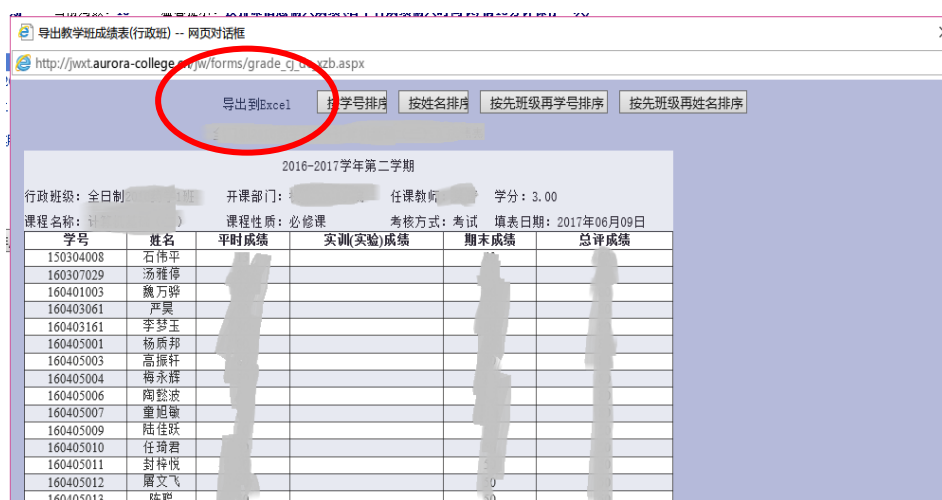 导出教学班成绩表(行政班) -- 网页对话框
http://jwxt.aurora-college.cn/jw/forms/grade_cj_dc_xzb.aspx
导出到Excel 按学号排序 按姓名排序 按先班级再学号排序 按先班级再姓名排序
2016-2017学年第二学期
行政班级: 全日制 1班 开课部门: 任课教师: 学分: 3.00
课程名称: 课程性质: 必修课 考核方式: 考试 填表日期: 2017年06月09日
学号 姓名 平时成绩 实训(实验)成绩 期末成绩 总评成绩
150304008 石伟平
160307029 汤雅停
160401003 魏万骅
160403061 严昊
160403161 李梦玉
160405001 杨质邦
160405003 高振轩
160405004 梅永辉
160405006 陶懿波
160405007 童旭敏
160405009 陆佳跃
160405010 任琦君
160405011 封梓悦
160405012 屠文飞
160405013 陈聪